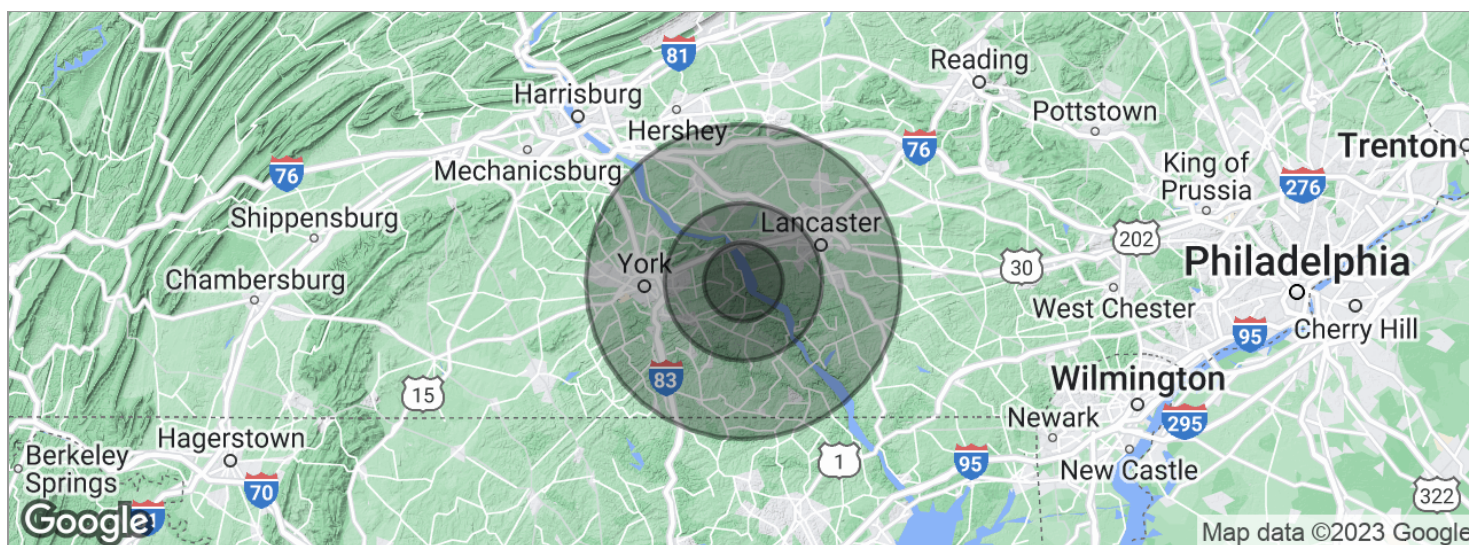 81
Reading
Harrisburg
Pottstown
Hershey
76
Trenton
Mechanicsburg
King of
Prussia
276
76
Shippensburg
Lancaster
202
York
30
Philadelphia
Chambersburg
West Chester
Cherry Hill
95
83
15
Wilmington
Newark
295
Hagerstown
1
95
New Castle
Berkeley
Springs
70
322
Google
Map data ©2023 Google